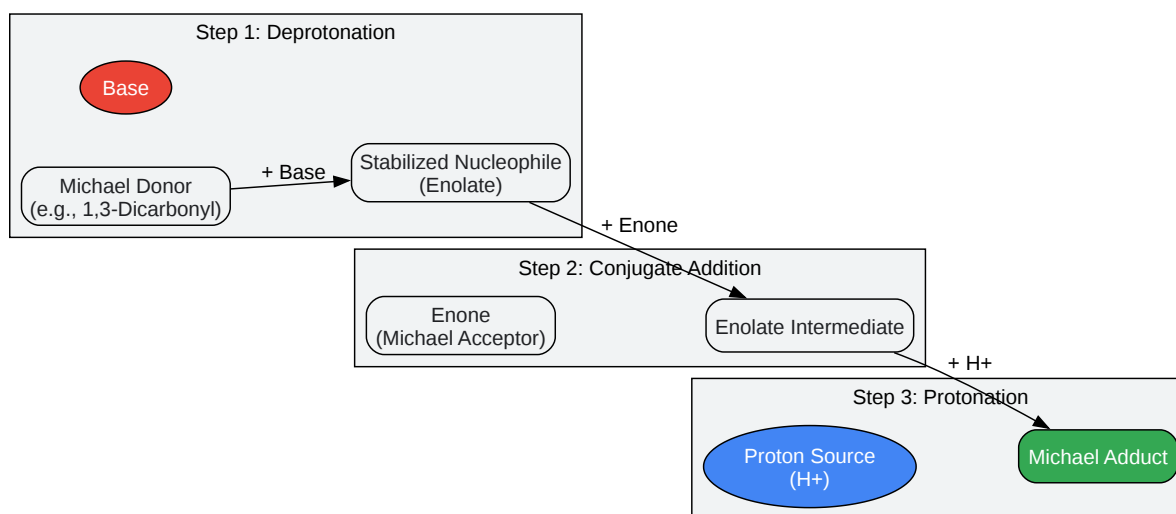 Step 1: Deprotonation
Base
Michael Donor
(e.g., 1,3-Dicarbonyl)
+ Base
Stabilized Nucleophile
(Enolate)
+ Enone
Step 2: Conjugate Addition
Enone
(Michael Acceptor)
Enolate Intermediate
+ H+
Step 3: Protonation
Proton Source
(H+)
Michael Adduct